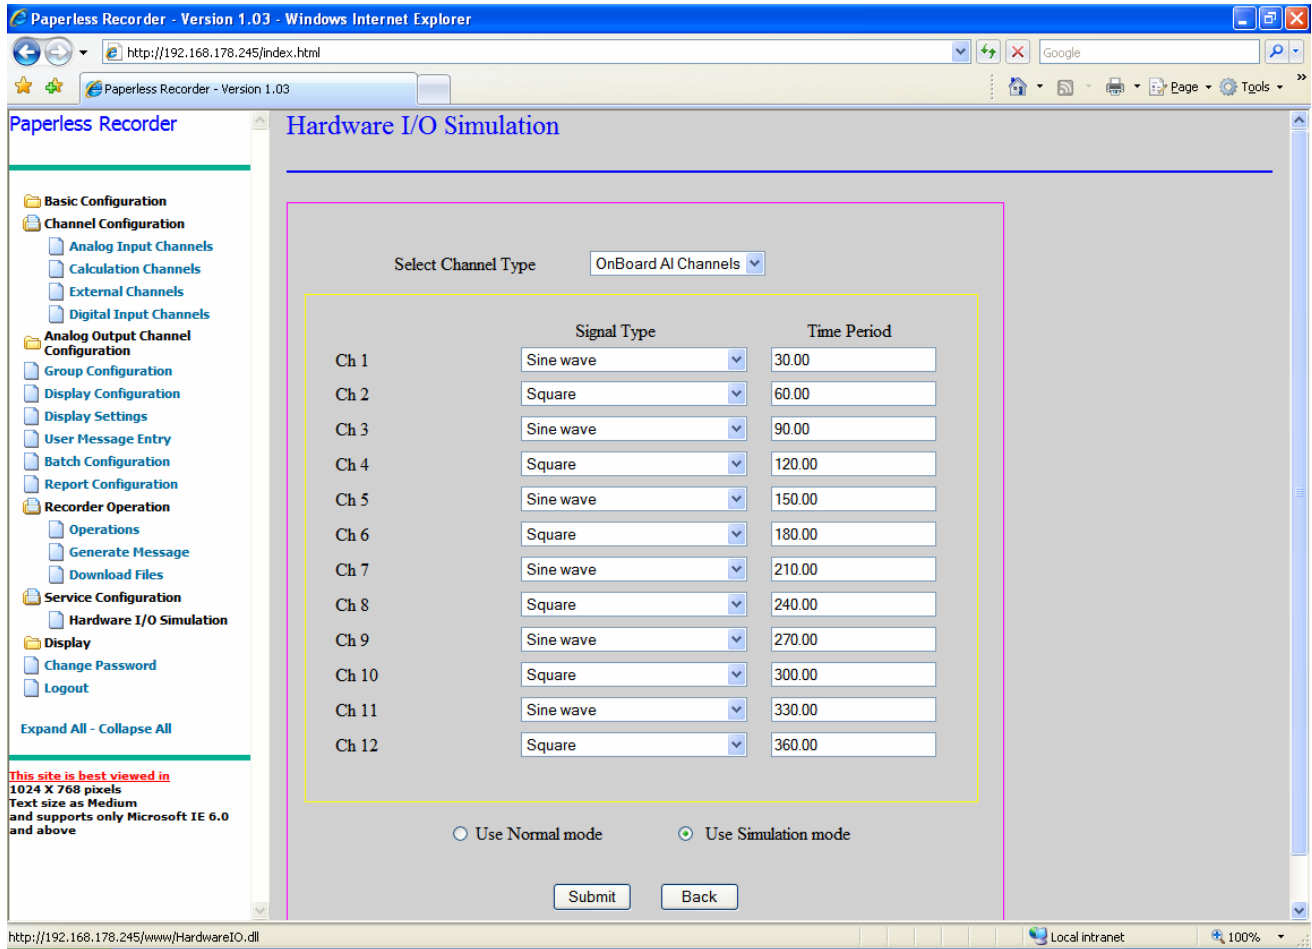 Paperless Recorder - Version 1.03 - Windows Internet Explorer
http://192.168.178.245/index.html
Google
Paperless Recorder - Version 1.03
Page
Tools
»
Paperless Recorder
Basic Configuration
Channel Configuration
Analog Input Channels
Calculation Channels
External Channels
Digital Input Channels
Analog Output Channel
Configuration
Group Configuration
Display Configuration
Display Settings
User Message Entry
Batch Configuration
Report Configuration
Recorder Operation
Operations
Generate Message
Download Files
Service Configuration
Hardware I/O Simulation
Display
Change Password
Logout
Expand All - Collapse All
This site is best viewed in
1024 X 768 pixels
Text size as Medium
and supports only Microsoft IE 6.0
and above
Hardware I/O Simulation
Select Channel Type OnBoard AI Channels
Signal Type Time Period
Ch 1 Sine wave 30.00
Ch 2 Square 60.00
Ch 3 Sine wave 90.00
Ch 4 Square 120.00
Ch 5 Sine wave 150.00
Ch 6 Square 180.00
Ch 7 Sine wave 210.00
Ch 8 Square 240.00
Ch 9 Sine wave 270.00
Ch 10 Square 300.00
Ch 11 Sine wave 330.00
Ch 12 Square 360.00
Use Normal mode Use Simulation mode
Submit Back
http://192.168.178.245/www/HardwareIO.dll
Local intranet
100%